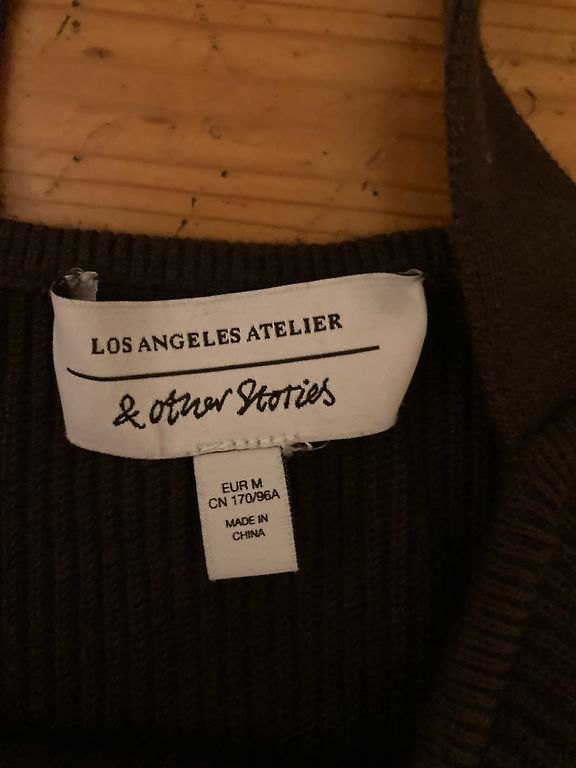 LOS ANGELES ATELIER
& other Stories
EUR M
CN 170/96A
MADE IN
CHINA